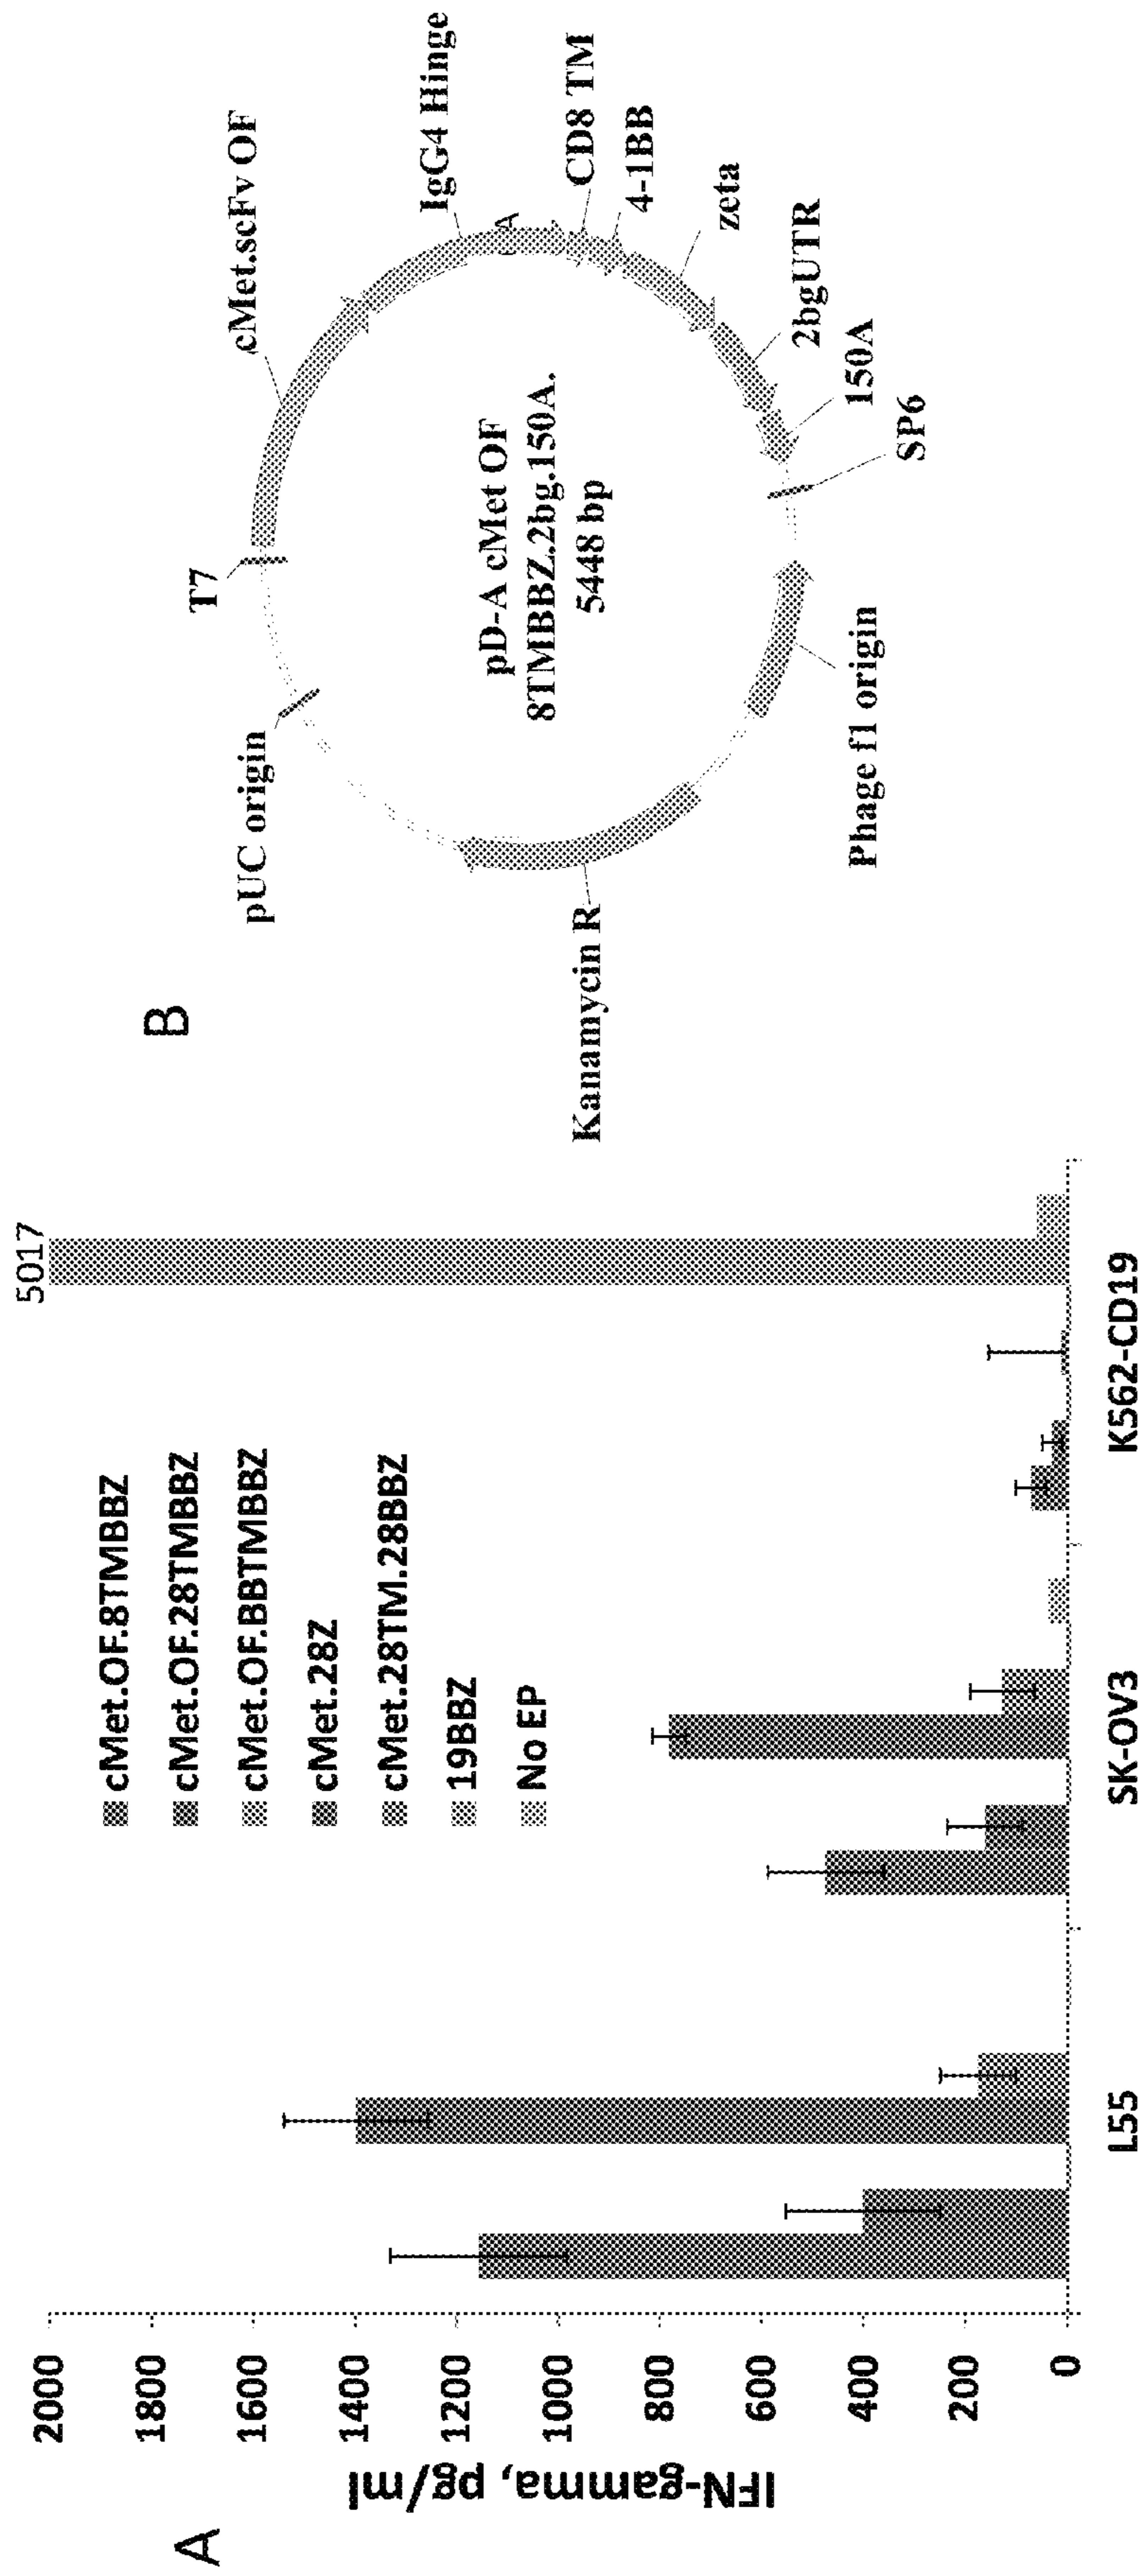 A
IFN-gamma, pg/ml
2000
1800
1600
1400
1200
1000
800
600
400
200
0
5017
cMet.OF.8TMBBZ
cMet.OF.28TMBBZ
cMet.OF.BBTMBBZ
cMet.28Z
cMet.28TM.28BBZ
19BBZ
No EP
L55
SK-OV3
K562-CD19
B
T7
cMet.scFv OF
pUC origin
IgG4 Hinge
CD8 TM
4-1BB
zeta
2bgUTR
150A
SP6
Phage f1 origin
Kanamycin R
pD-A cMet OF
8TMBBZ.2bg.150A.
5448 bp